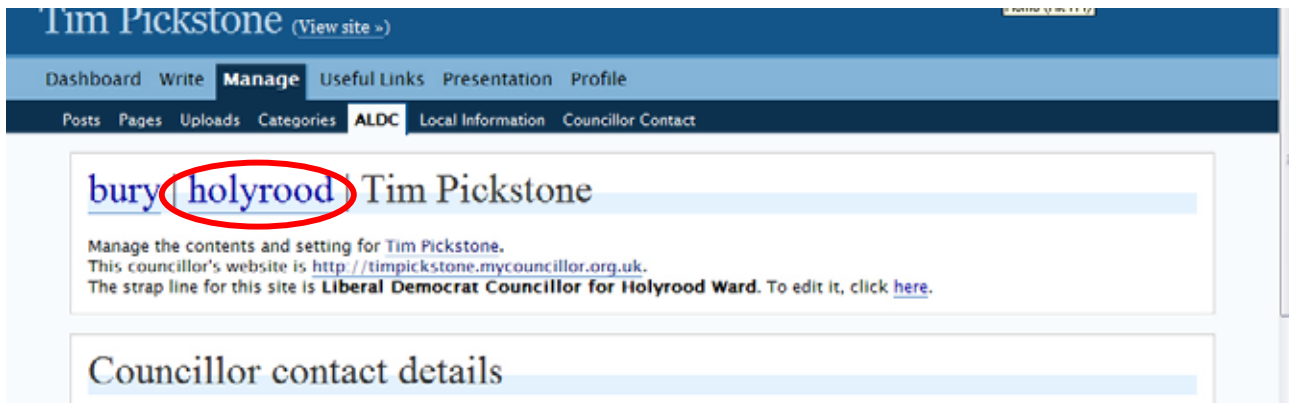 Tim Pickstone (View site »)
Dashboard Write Manage Useful Links Presentation Profile
Posts Pages Uploads Categories ALDC Local Information Councillor Contact
bury | holyrood | Tim Pickstone
Manage the contents and setting for Tim Pickstone.
This councillor's website is http://timpickstone.mycouncillor.org.uk.
The strap line for this site is Liberal Democrat Councillor for Holyrood Ward. To edit it, click here.
Councillor contact details